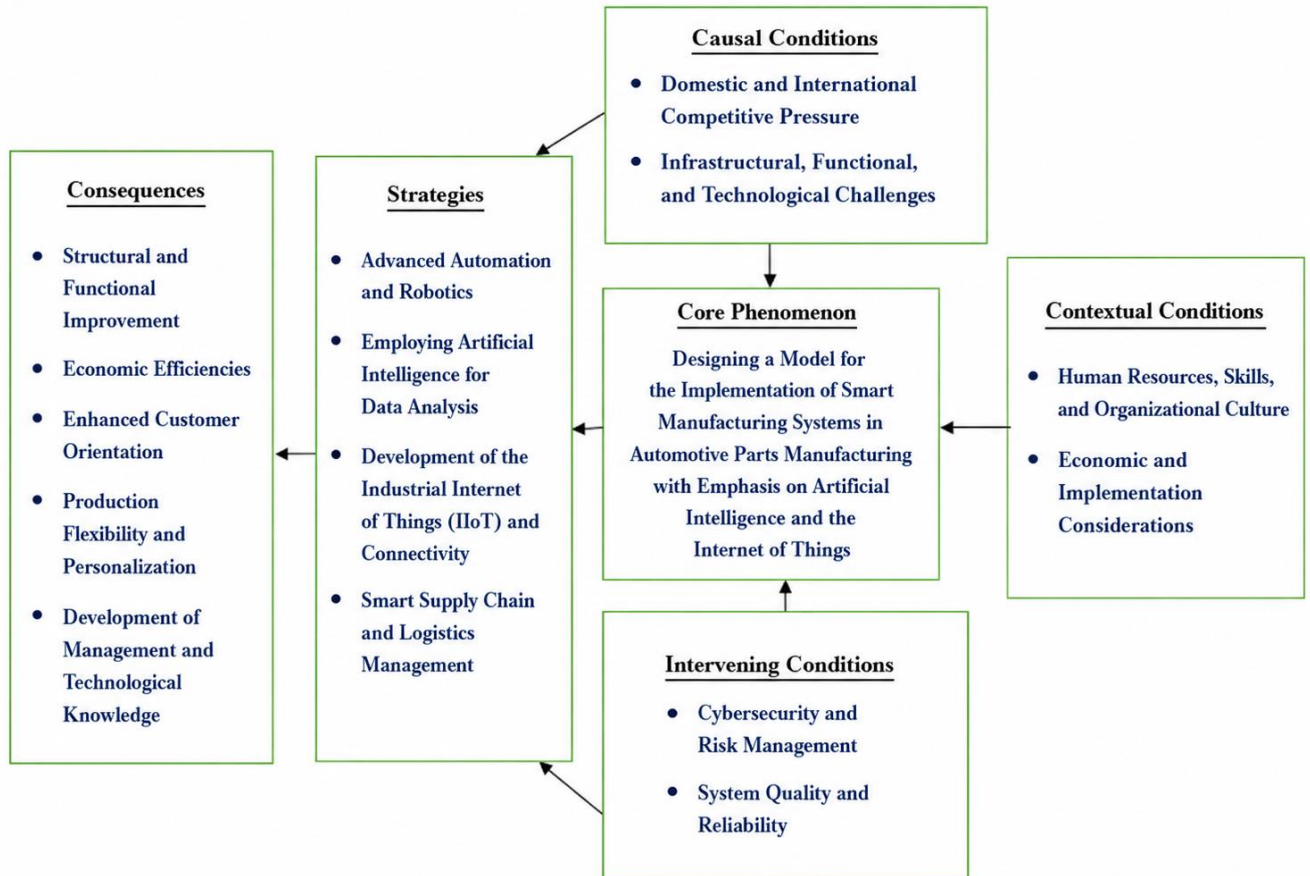 Causal Conditions
• Domestic and International
Competitive Pressure
• Infrastructural, Functional,
and Technological Challenges
Consequences
• Structural and
Functional
Improvement
• Economic Efficiencies
• Enhanced Customer
Orientation
• Production
Flexibility and
Personalization
• Development of
Management and
Technological
Knowledge
Strategies
• Advanced Automation
and Robotics
• Employing Artificial
Intelligence for
Data Analysis
• Development of the
Industrial Internet
of Things (IIoT) and
Connectivity
• Smart Supply Chain
and Logistics
Management
Core Phenomenon
Designing a Model for
the Implementation of Smart
Manufacturing Systems in
Automotive Parts Manufacturing
with Emphasis on Artificial
Intelligence and the
Internet of Things
Contextual Conditions
• Human Resources, Skills,
and Organizational Culture
• Economic and
Implementation
Considerations
Intervening Conditions
• Cybersecurity and
Risk Management
• System Quality and
Reliability